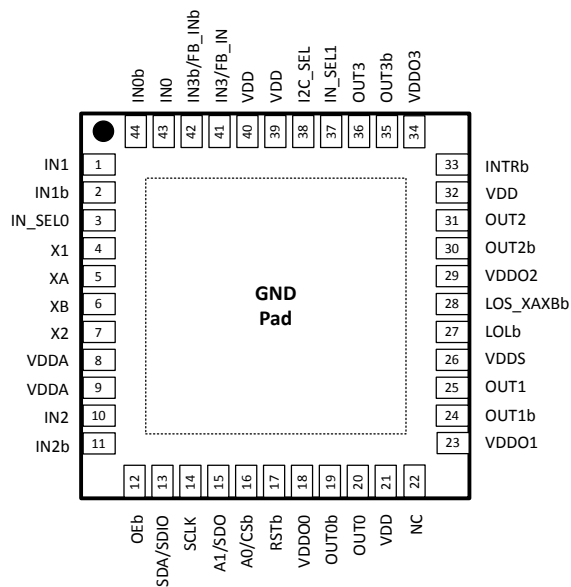 IN0b
IN0
IN3b/FB_INb
IN3/FB_IN
VDD
VDD
I2C_SEL
IN_SEL1
OUT3
OUT3b
VDDO3
44
43
42
41
40
39
38
37
36
35
34
IN1 1
IN1b 2
IN_SEL0 3
X1 4
XA 5
XB 6
X2 7
VDDA 8
VDDA 9
IN2 10
IN2b 11
GND
Pad
33 INTRb
32 VDD
31 OUT2
30 OUT2b
29 VDDO2
28 LOS_XAXBb
27 LOLb
26 VDDS
25 OUT1
24 OUT1b
23 VDDO1
12
13
14
15
16
17
18
19
20
21
22
OEb
SDA/SDIO
SCLK
A1/SDO
A0/CSb
RSTb
VDDO0
OUT0b
OUT0
VDD
NC